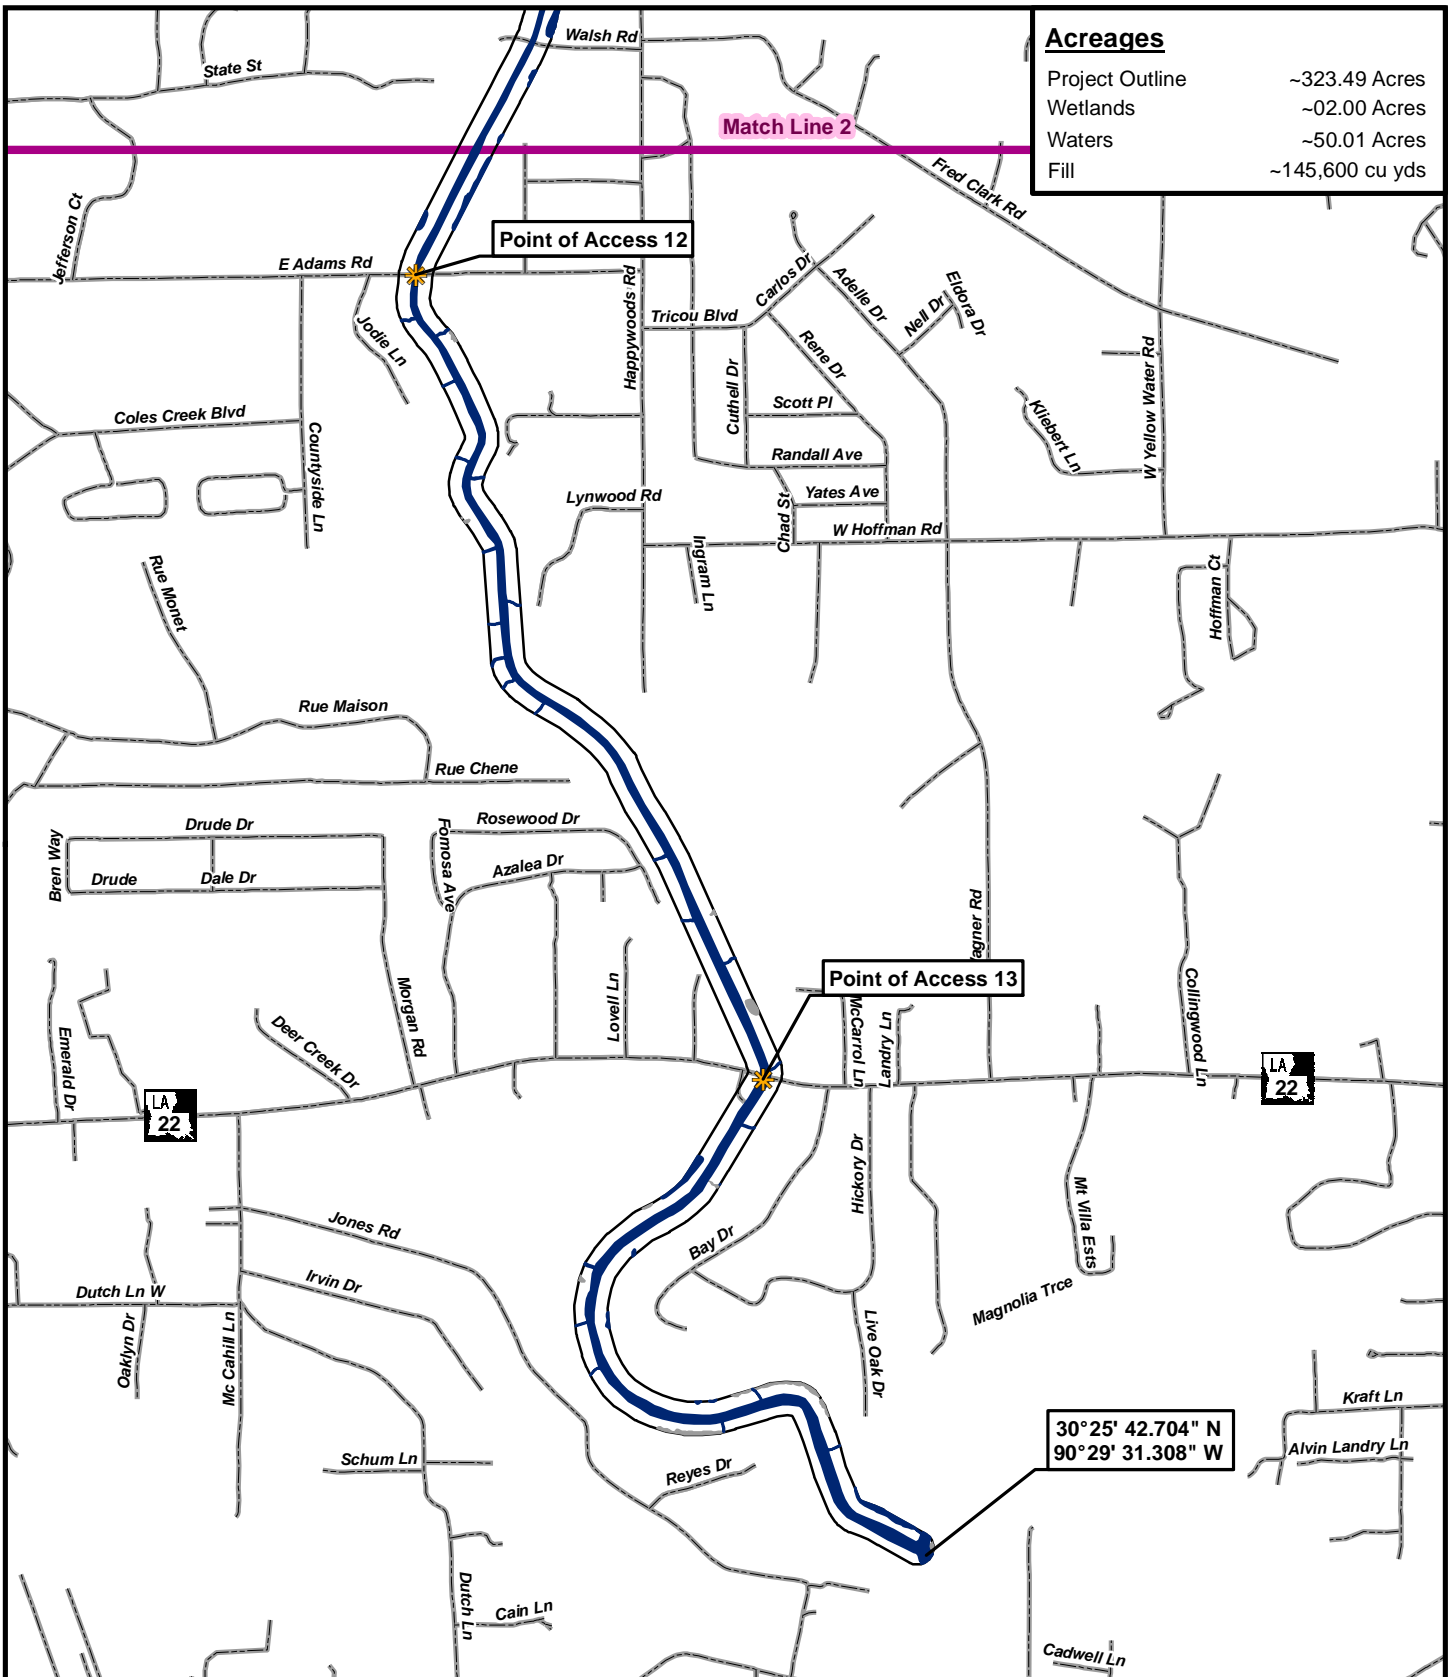 Walsh Rd
Acreages
Project Outline ~323.49 Acres
Wetlands ~02.00 Acres
Waters ~50.01 Acres
Fill ~145,600 cu yds
State St
Match Line 2
Fred Clark Rd
Jefferson Ct
Point of Access 12
E Adams Rd
Happywoods Rd
Carlos Dr
Adelle Dr
Eldora Dr
Nell Dr
Tricou Blvd
Jodie Ln
Rene Dr
W Yellow Water Rd
Cuthell Dr
Scott Pl
Coles Creek Blvd
Kliebert Ln
Countyside Ln
Randall Ave
Yates Ave
Lynwood Rd
Chad St
W Hoffman Rd
Ingram Ln
Rue Monet
Hoffman Ct
Rue Maison
Rue Chene
Drude Dr
Fomosa Ave
Rosewood Dr
Bren Way
Azalea Dr
Drude
Dale Dr
agner Rd
Point of Access 13
Morgan Rd
Lovell Ln
McCarrol Ln
Landry Ln
Collingwood Ln
Emerald Dr
Deer Creek Dr
LA
22
LA
22
Hickory Dr
Mt Villa Ests
Jones Rd
Bay Dr
Irvin Dr
Dutch Ln W
Magnolia Trce
Oaklyn Dr
Mc Cahill Ln
Live Oak Dr
Kraft Ln
30°25' 42.704" N
90°29' 31.308" W
Alvin Landry Ln
Schum Ln
Reyes Dr
Dutch Ln
Cain Ln
Cadwell Ln